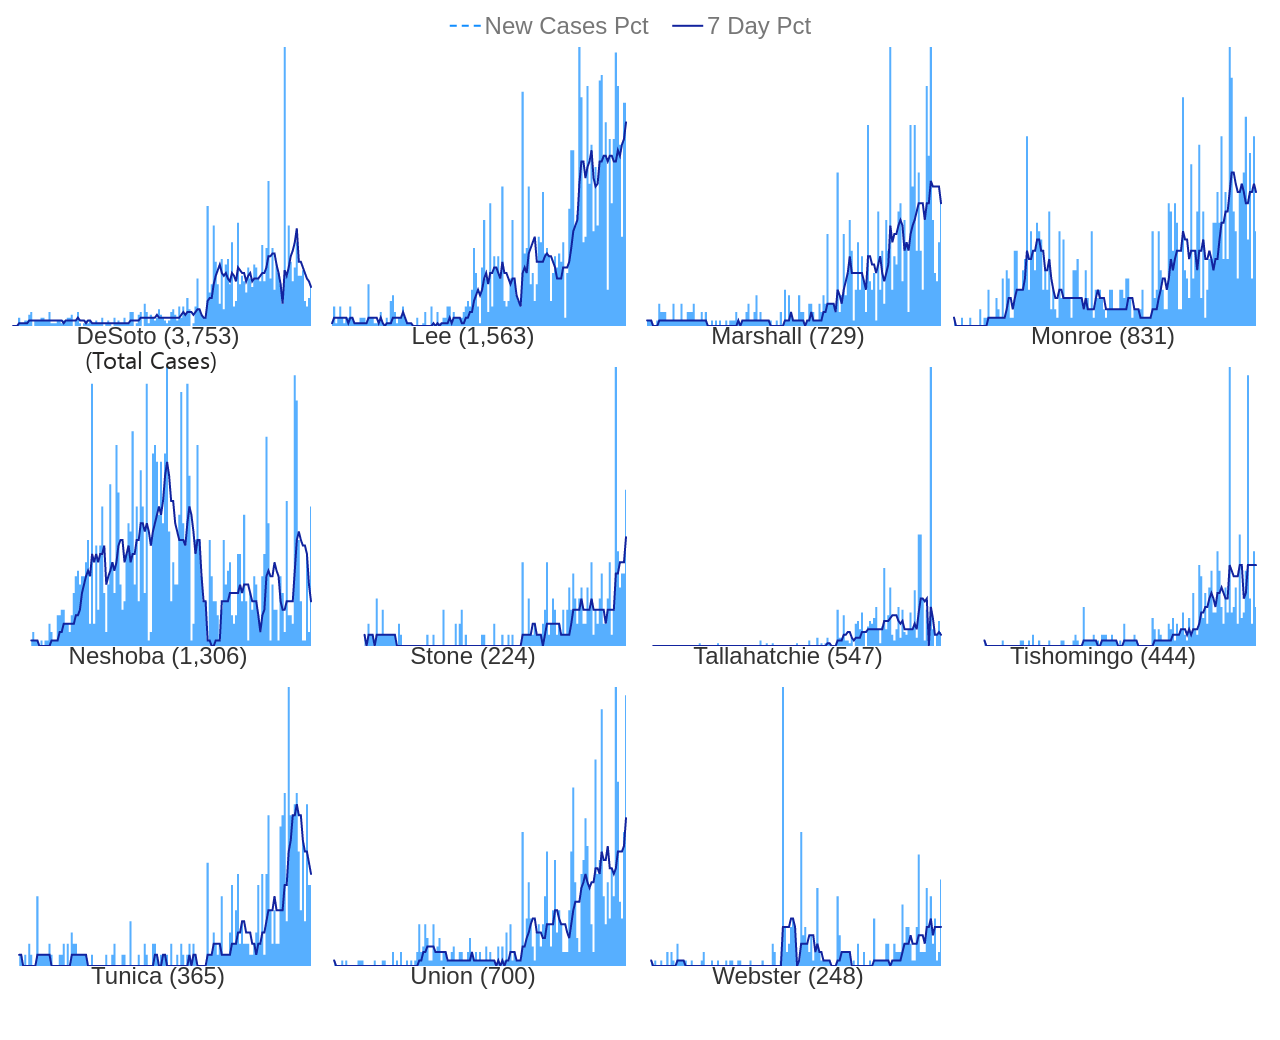 New Cases Pct 7 Day Pct
DeSoto (3,753) Lee (1,563) Marshall (729) Monroe (831)
(Total Cases)
Neshoba (1,306) Stone (224) Tallahatchie (547) Tishomingo (444)
Tunica (365) Union (700) Webster (248)